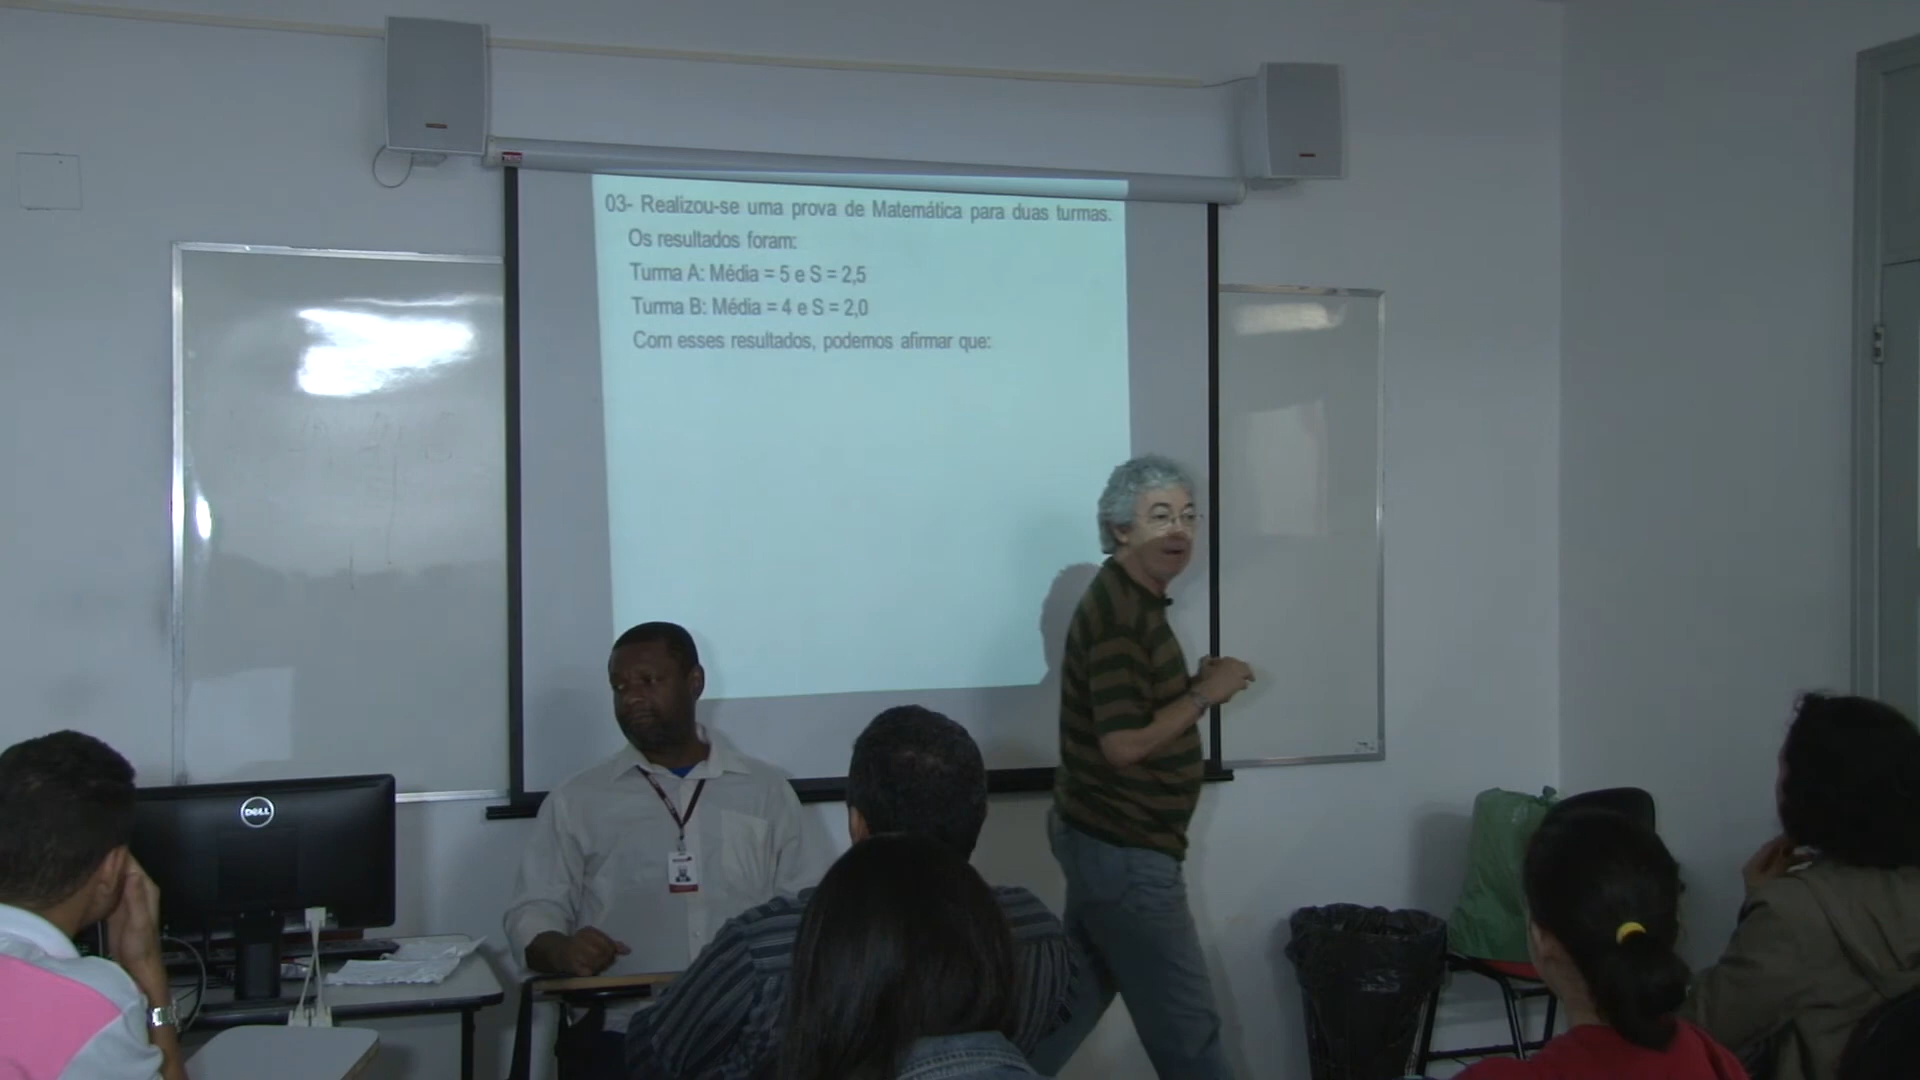 03- Realizou-se uma prova de Matemática para duas turmas.
Os resultados foram:
Turma A: Média = 5 e S = 2,5
Turma B: Média = 4 e S = 2,0
Com esses resultados, podemos afirmar que:
DELL